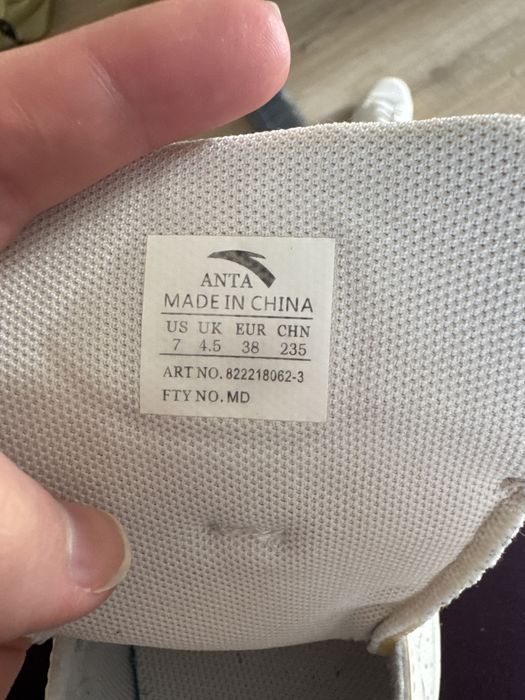 ANTA
MADE IN CHINA
US UK EUR CHN
7 4.5 38 235
ART NO. 822218062-3
FTY NO. MD